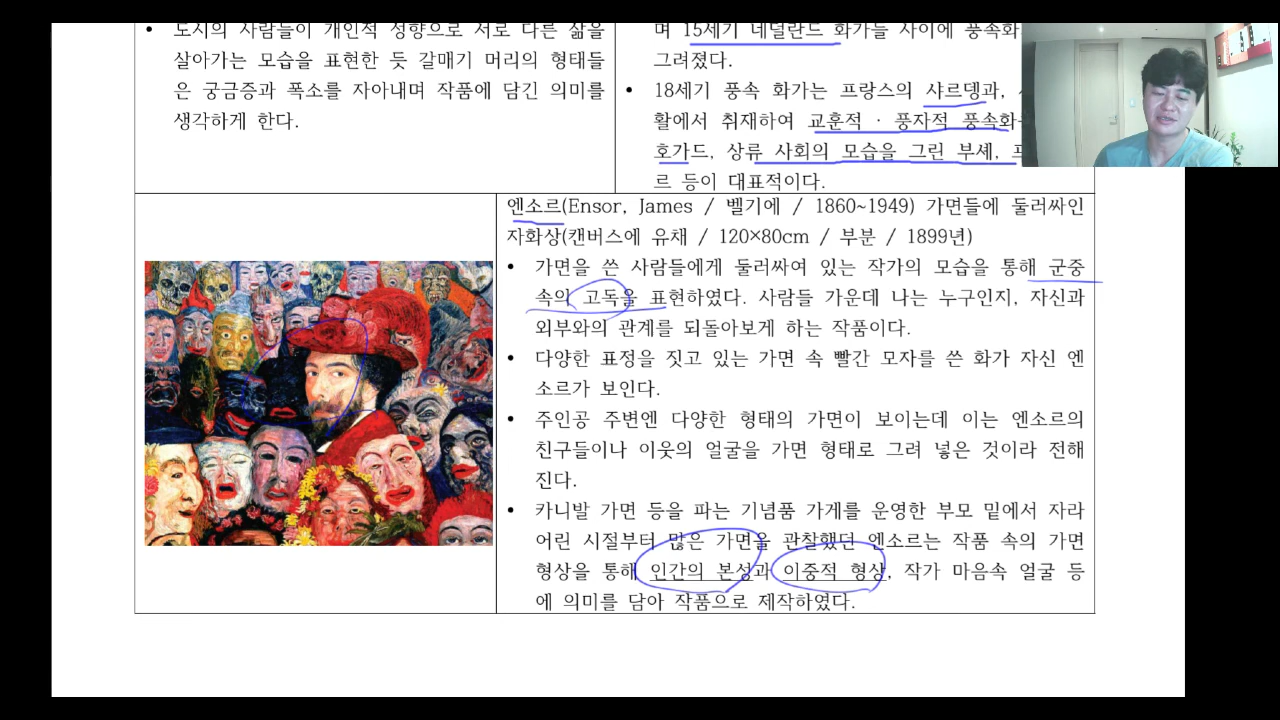 도시의 사람들이 개인적 성향으로 서로 다른 삶을
살아가는 모습을 표현한 듯 갈매기 머리의 형태들
은 궁금증과 폭소를 자아내며 작품에 담긴 의미를
생각하게 한다.
며 15세기 네덜란드 화가들 사이에 풍속화
그려졌다.
• 18세기 풍속 화가는 프랑스의 샤르뎅과,
활에서 취재하여 교훈적 · 풍자적 풍속화
호가드, 상류 사회의 모습을 그린 부셰,
르 등이 대표적이다.
엔소르(Ensor, James / 벨기에 / 1860~1949) 가면들에 둘러싸인
자화상(캔버스에 유채 / 120×80cm / 부분 / 1899년)
• 가면을 쓴 사람들에게 둘러싸여 있는 작가의 모습을 통해 군중
속의 고독을 표현하였다. 사람들 가운데 나는 누구인지, 자신과
외부와의 관계를 되돌아보게 하는 작품이다.
• 다양한 표정을 짓고 있는 가면 속 빨간 모자를 쓴 화가 자신 엔
소르가 보인다.
• 주인공 주변엔 다양한 형태의 가면이 보이는데 이는 엔소르의
친구들이나 이웃의 얼굴을 가면 형태로 그려 넣은 것이라 전해
진다.
• 카니발 가면 등을 파는 기념품 가게를 운영한 부모 밑에서 자라
어린 시절부터 많은 가면을 관찰했던 엔소르는 작품 속의 가면
형상을 통해 인간의 본성과 이중적 형상, 작가 마음속 얼굴 등
에 의미를 담아 작품으로 제작하였다.